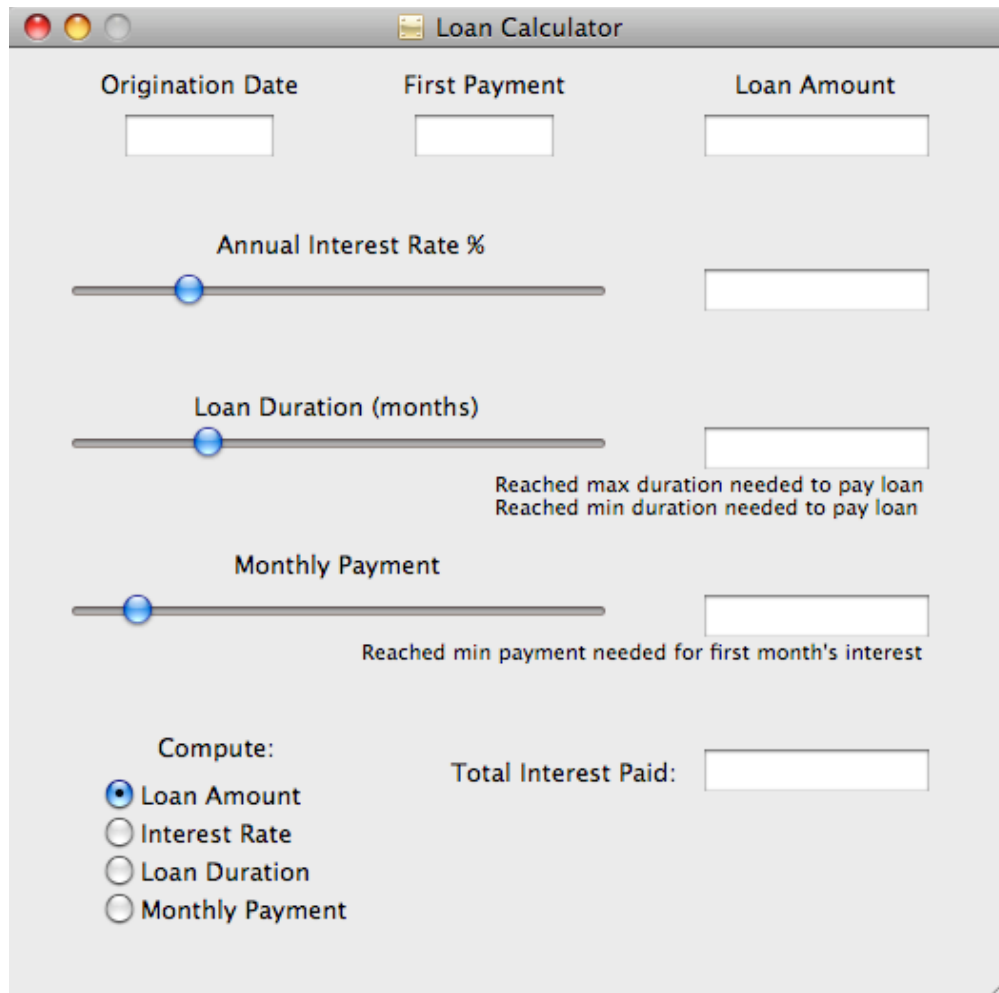 Loan Calculator
Origination Date
First Payment
Loan Amount
Annual Interest Rate %
Loan Duration (months)
Reached max duration needed to pay loan
Reached min duration needed to pay loan
Monthly Payment
Reached min payment needed for first month's interest
Compute:
Total Interest Paid:
Loan Amount
Interest Rate
Loan Duration
Monthly Payment